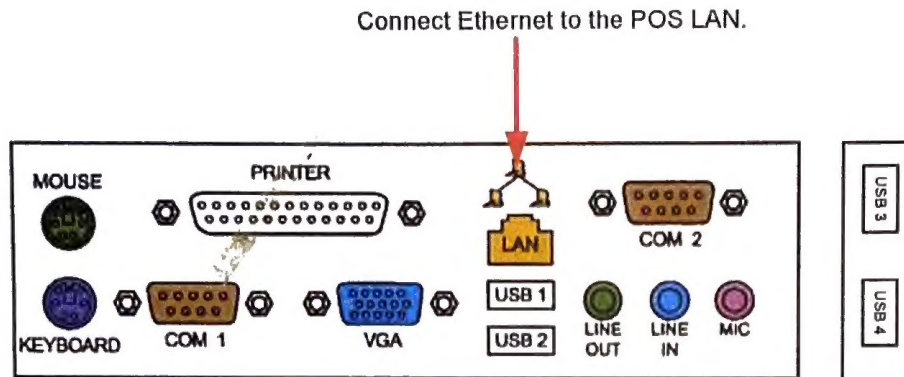 Connect Ethernet to the POS LAN.
MOUSE
PRINTER
LAN
COM 2
USB 3
KEYBOARD
COM 1
VGA
USB 1
USB 2
LINE
OUT
LINE
IN
MIC
USB 4